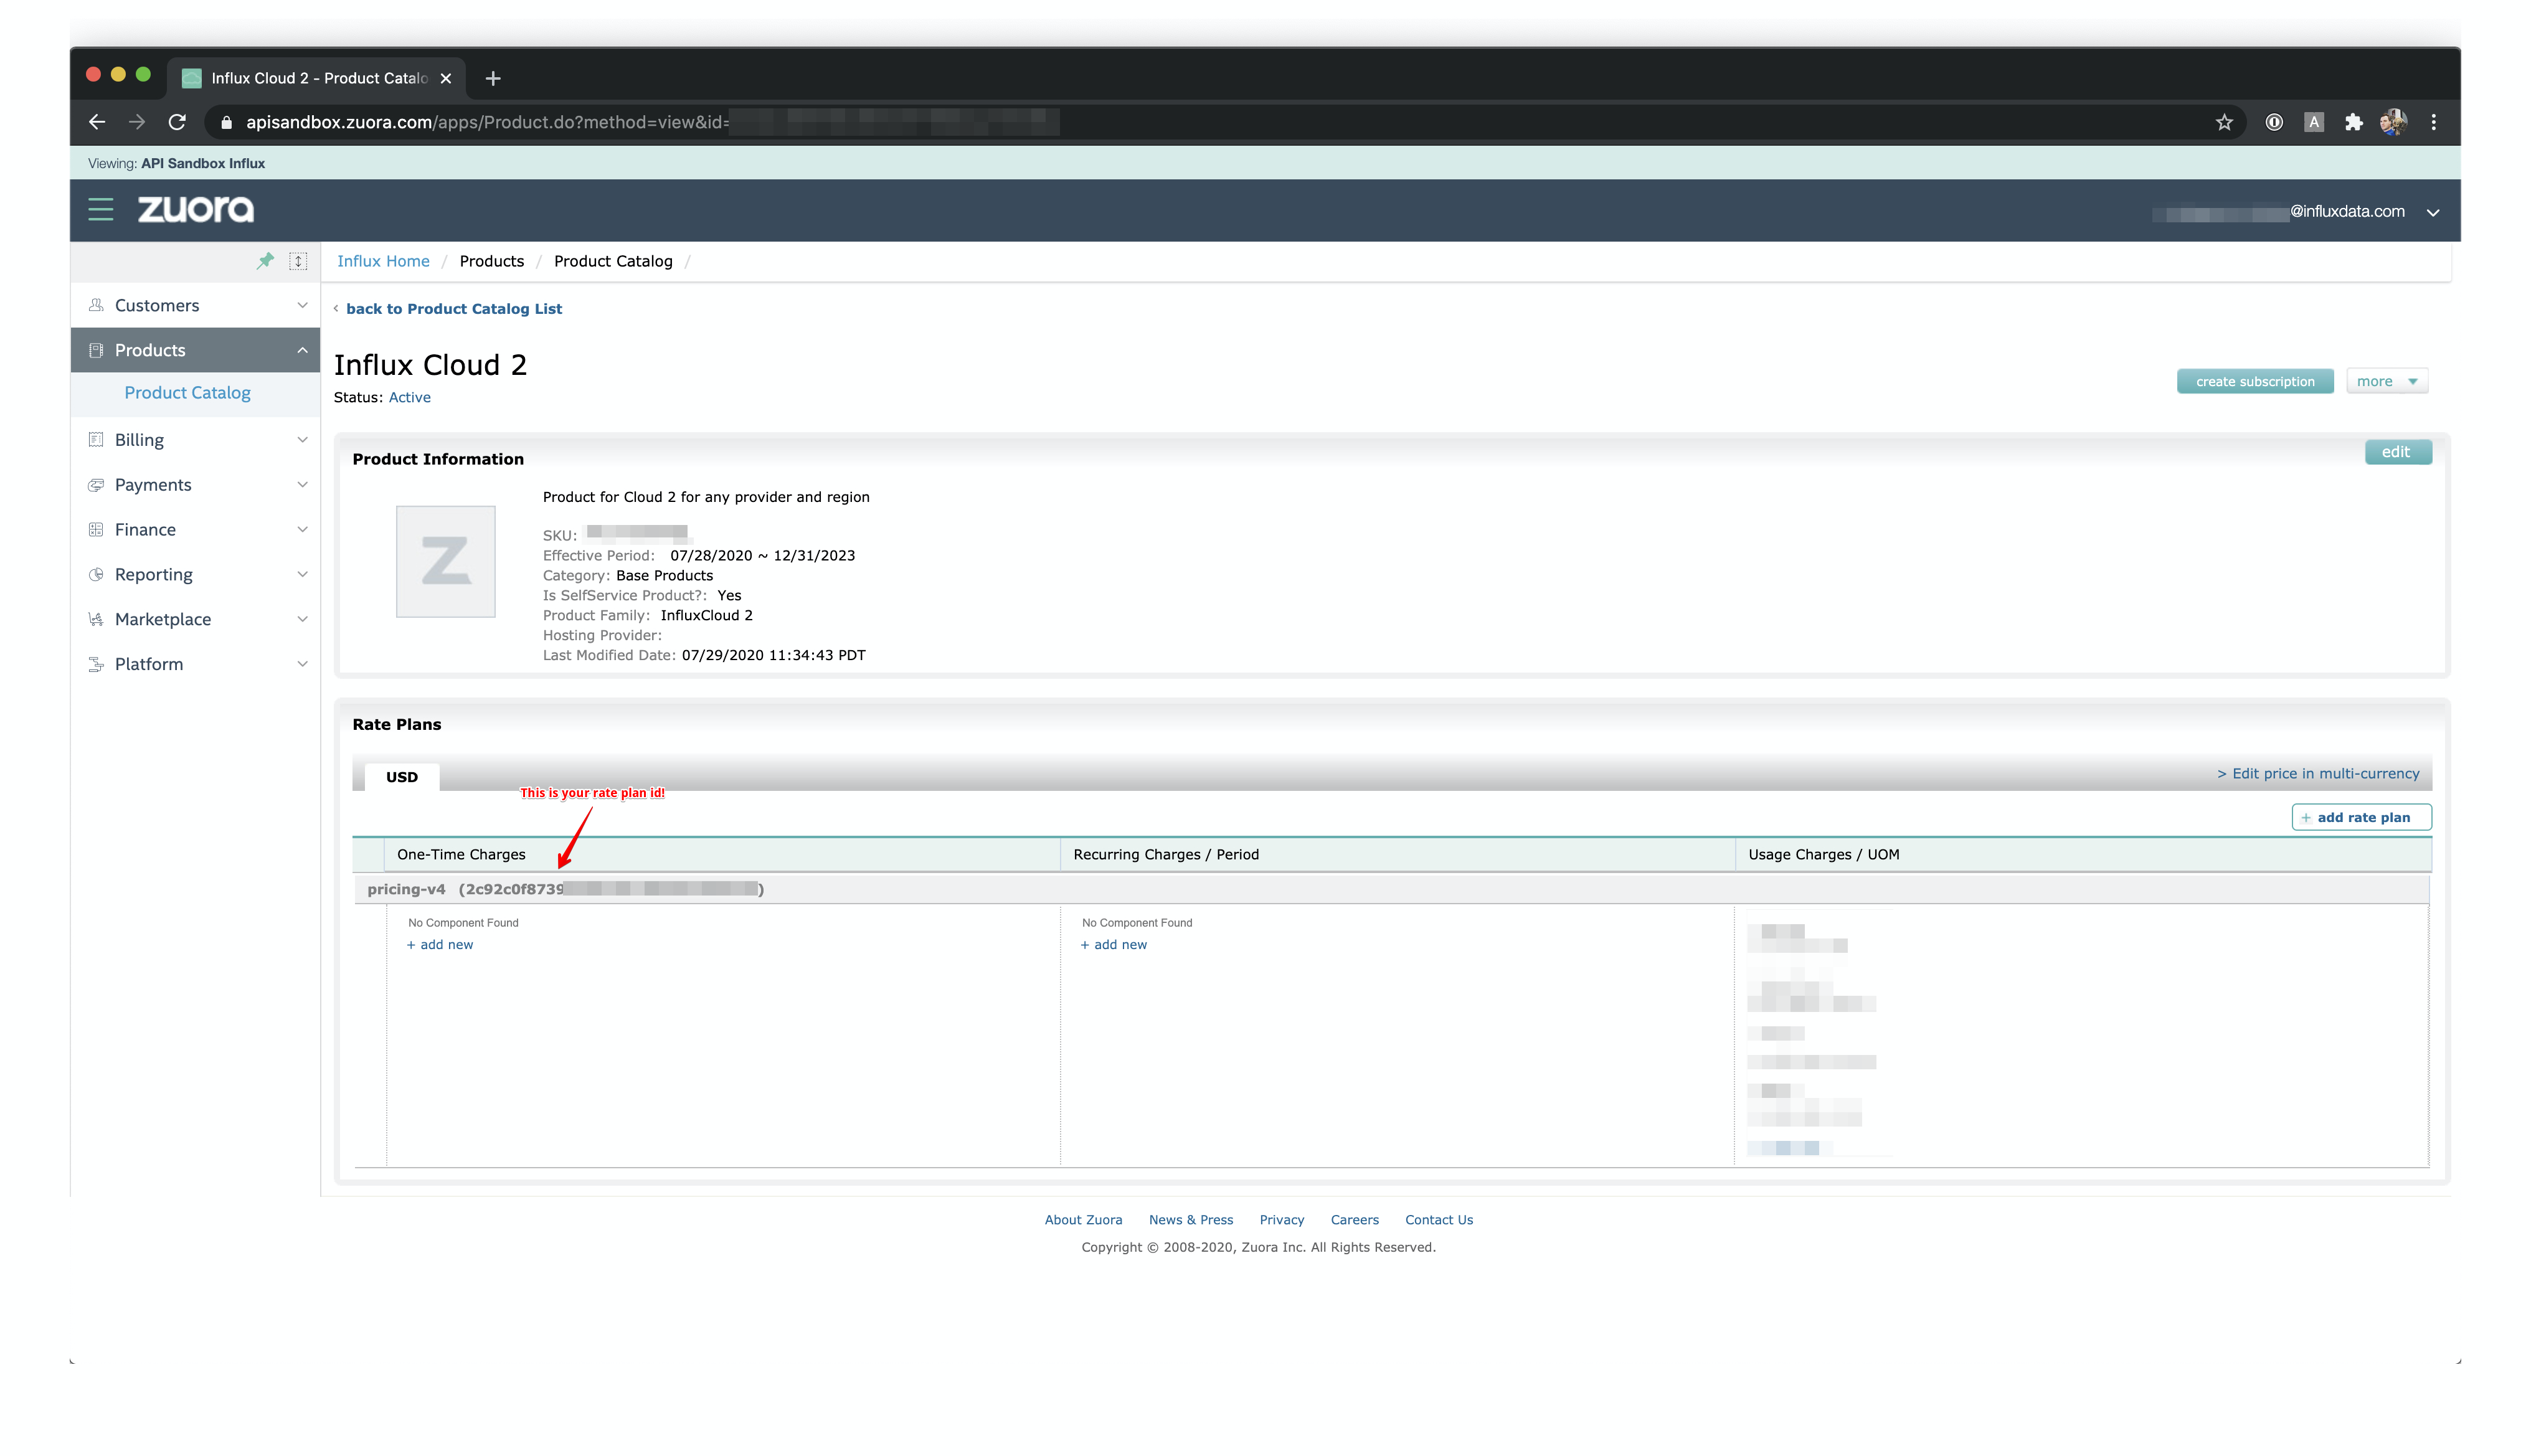 Influx Cloud 2 - Product Catalo
apisandbox.zuora.com/apps/Product.do?method=view&id=
A
Viewing: API Sandbox Influx
zuora
@influxdata.com
Influx Home / Products / Product Catalog /
Customers
Products
Product Catalog
Billing
Payments
Finance
Reporting
Marketplace
Platform
‹ back to Product Catalog List
Influx Cloud 2
Status: Active
create subscription
more
Product Information
edit
Z
Product for Cloud 2 for any provider and region
SKU:
Effective Period: 07/28/2020 ~ 12/31/2023
Category: Base Products
Is SelfService Product?: Yes
Product Family: InfluxCloud 2
Hosting Provider:
Last Modified Date: 07/29/2020 11:34:43 PDT
Rate Plans
USD
> Edit price in multi-currency
This is your rate plan id!
+ add rate plan
One-Time Charges
Recurring Charges / Period
Usage Charges / UOM
pricing-v4 (2c92c0f8739 )
No Component Found
+ add new
No Component Found
+ add new
About Zuora News & Press Privacy Careers Contact Us
Copyright © 2008-2020, Zuora Inc. All Rights Reserved.